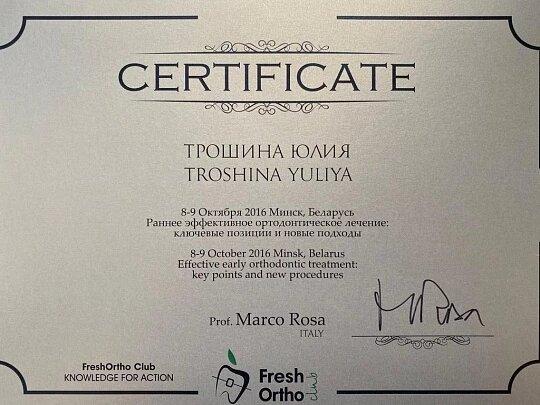 CERTIFICATE
ТРОШИНА ЮЛИЯ
TROSHINA YULIYA
8-9 Октября 2016 Минск, Беларусь
Раннее эффективное ортодонтическое лечение:
ключевые позиции и новые подходы
8-9 October 2016 Minsk, Belarus
Effective early orthodontic treatment:
key points and new procedures
Prof. Marco Rosa
ITALY
M Rosa
FreshOrtho Club
KNOWLEDGE FOR ACTION
Fresh
Ortho
club